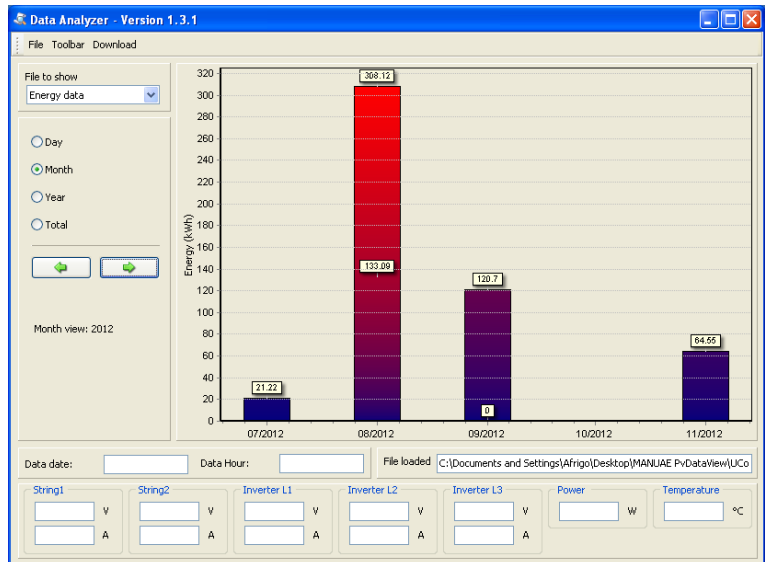 Data Analyzer - Version 1.3.1
File Toolbar Download
File to show
Energy data
Day
Month
Year
Total
Month view: 2012
Energy (kWh)
320
300
280
260
240
220
200
180
160
140
120
100
80
60
40
20
0
308.12
133.09
120.7
64.55
21.22
0
07/2012 08/2012 09/2012 10/2012 11/2012
Data date: Data Hour: File loaded C:\Documents and Settings\Afrigo\Desktop\MANUAE PvDataView\UCo
String1 String2 Inverter L1 Inverter L2 Inverter L3 Power Temperature
V V V V V W °C
A A A A A